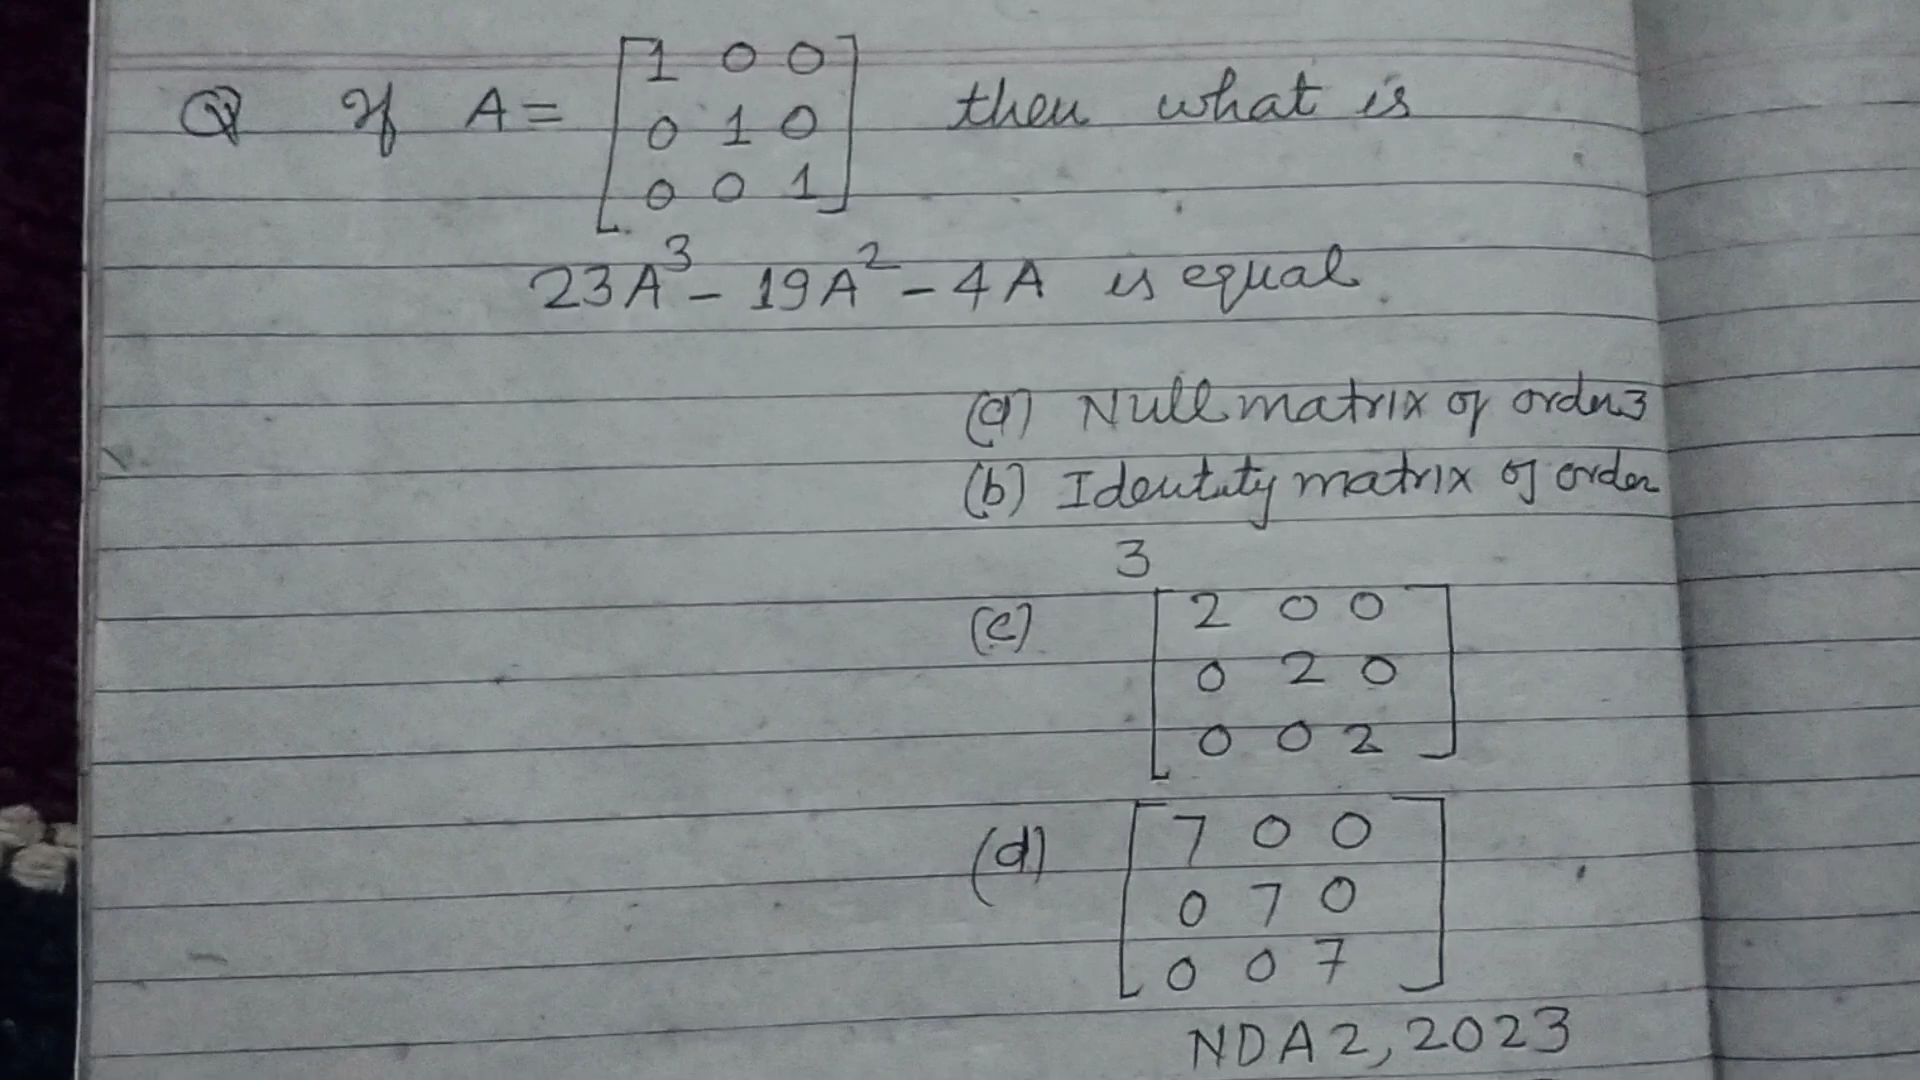 Q If A = [1 0 0 then what is
0 1 0
0 0 1]
23A³ - 19A² - 4A is equal
(a) Null matrix of order 3
(b) Identity matrix of order
3
(c) [2 0 0
0 2 0
0 0 2]
(d) [7 0 0
0 7 0
0 0 7]
NDA 2, 2023